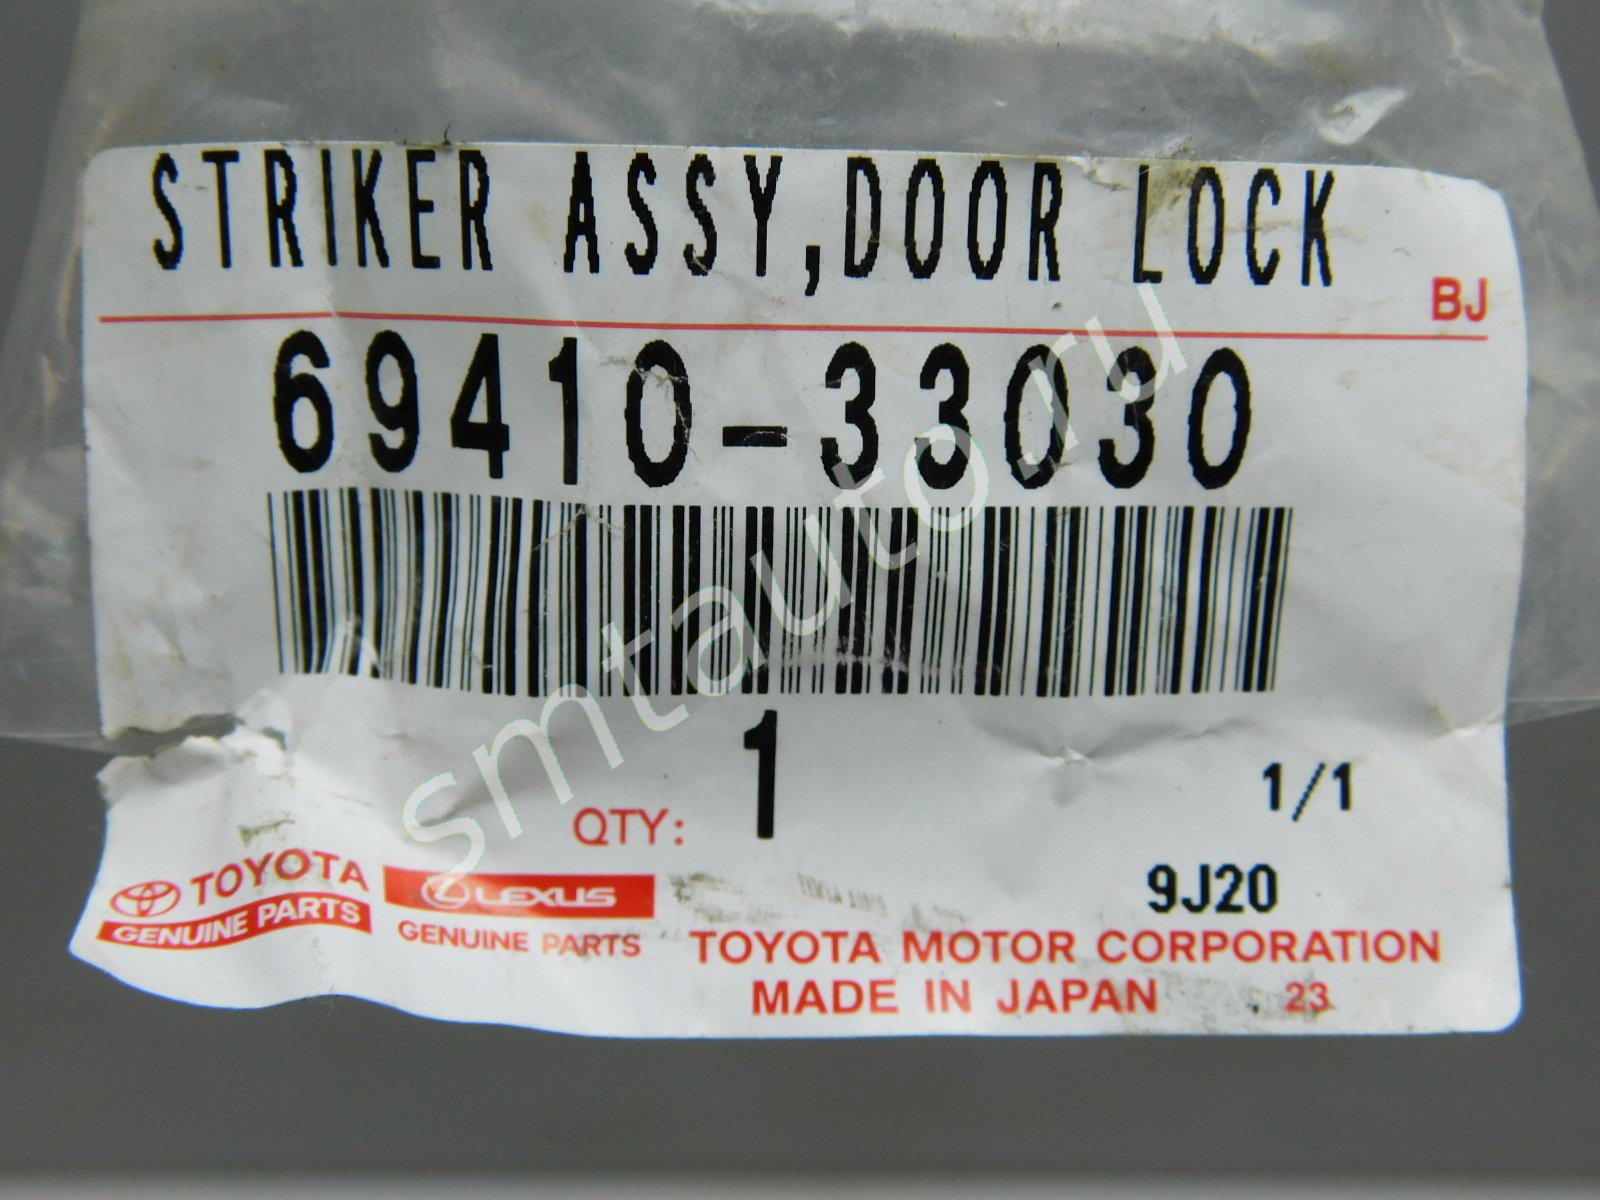 STRIKER ASSY,DOOR LOCK
BJ
69410-33030
1
QTY:
1/1
9J20
TOYOTA
GENUINE PARTS
LEXUS
GENUINE PARTS
TOYOTA MOTOR CORPORATION
MADE IN JAPAN 23
smtauto.ru